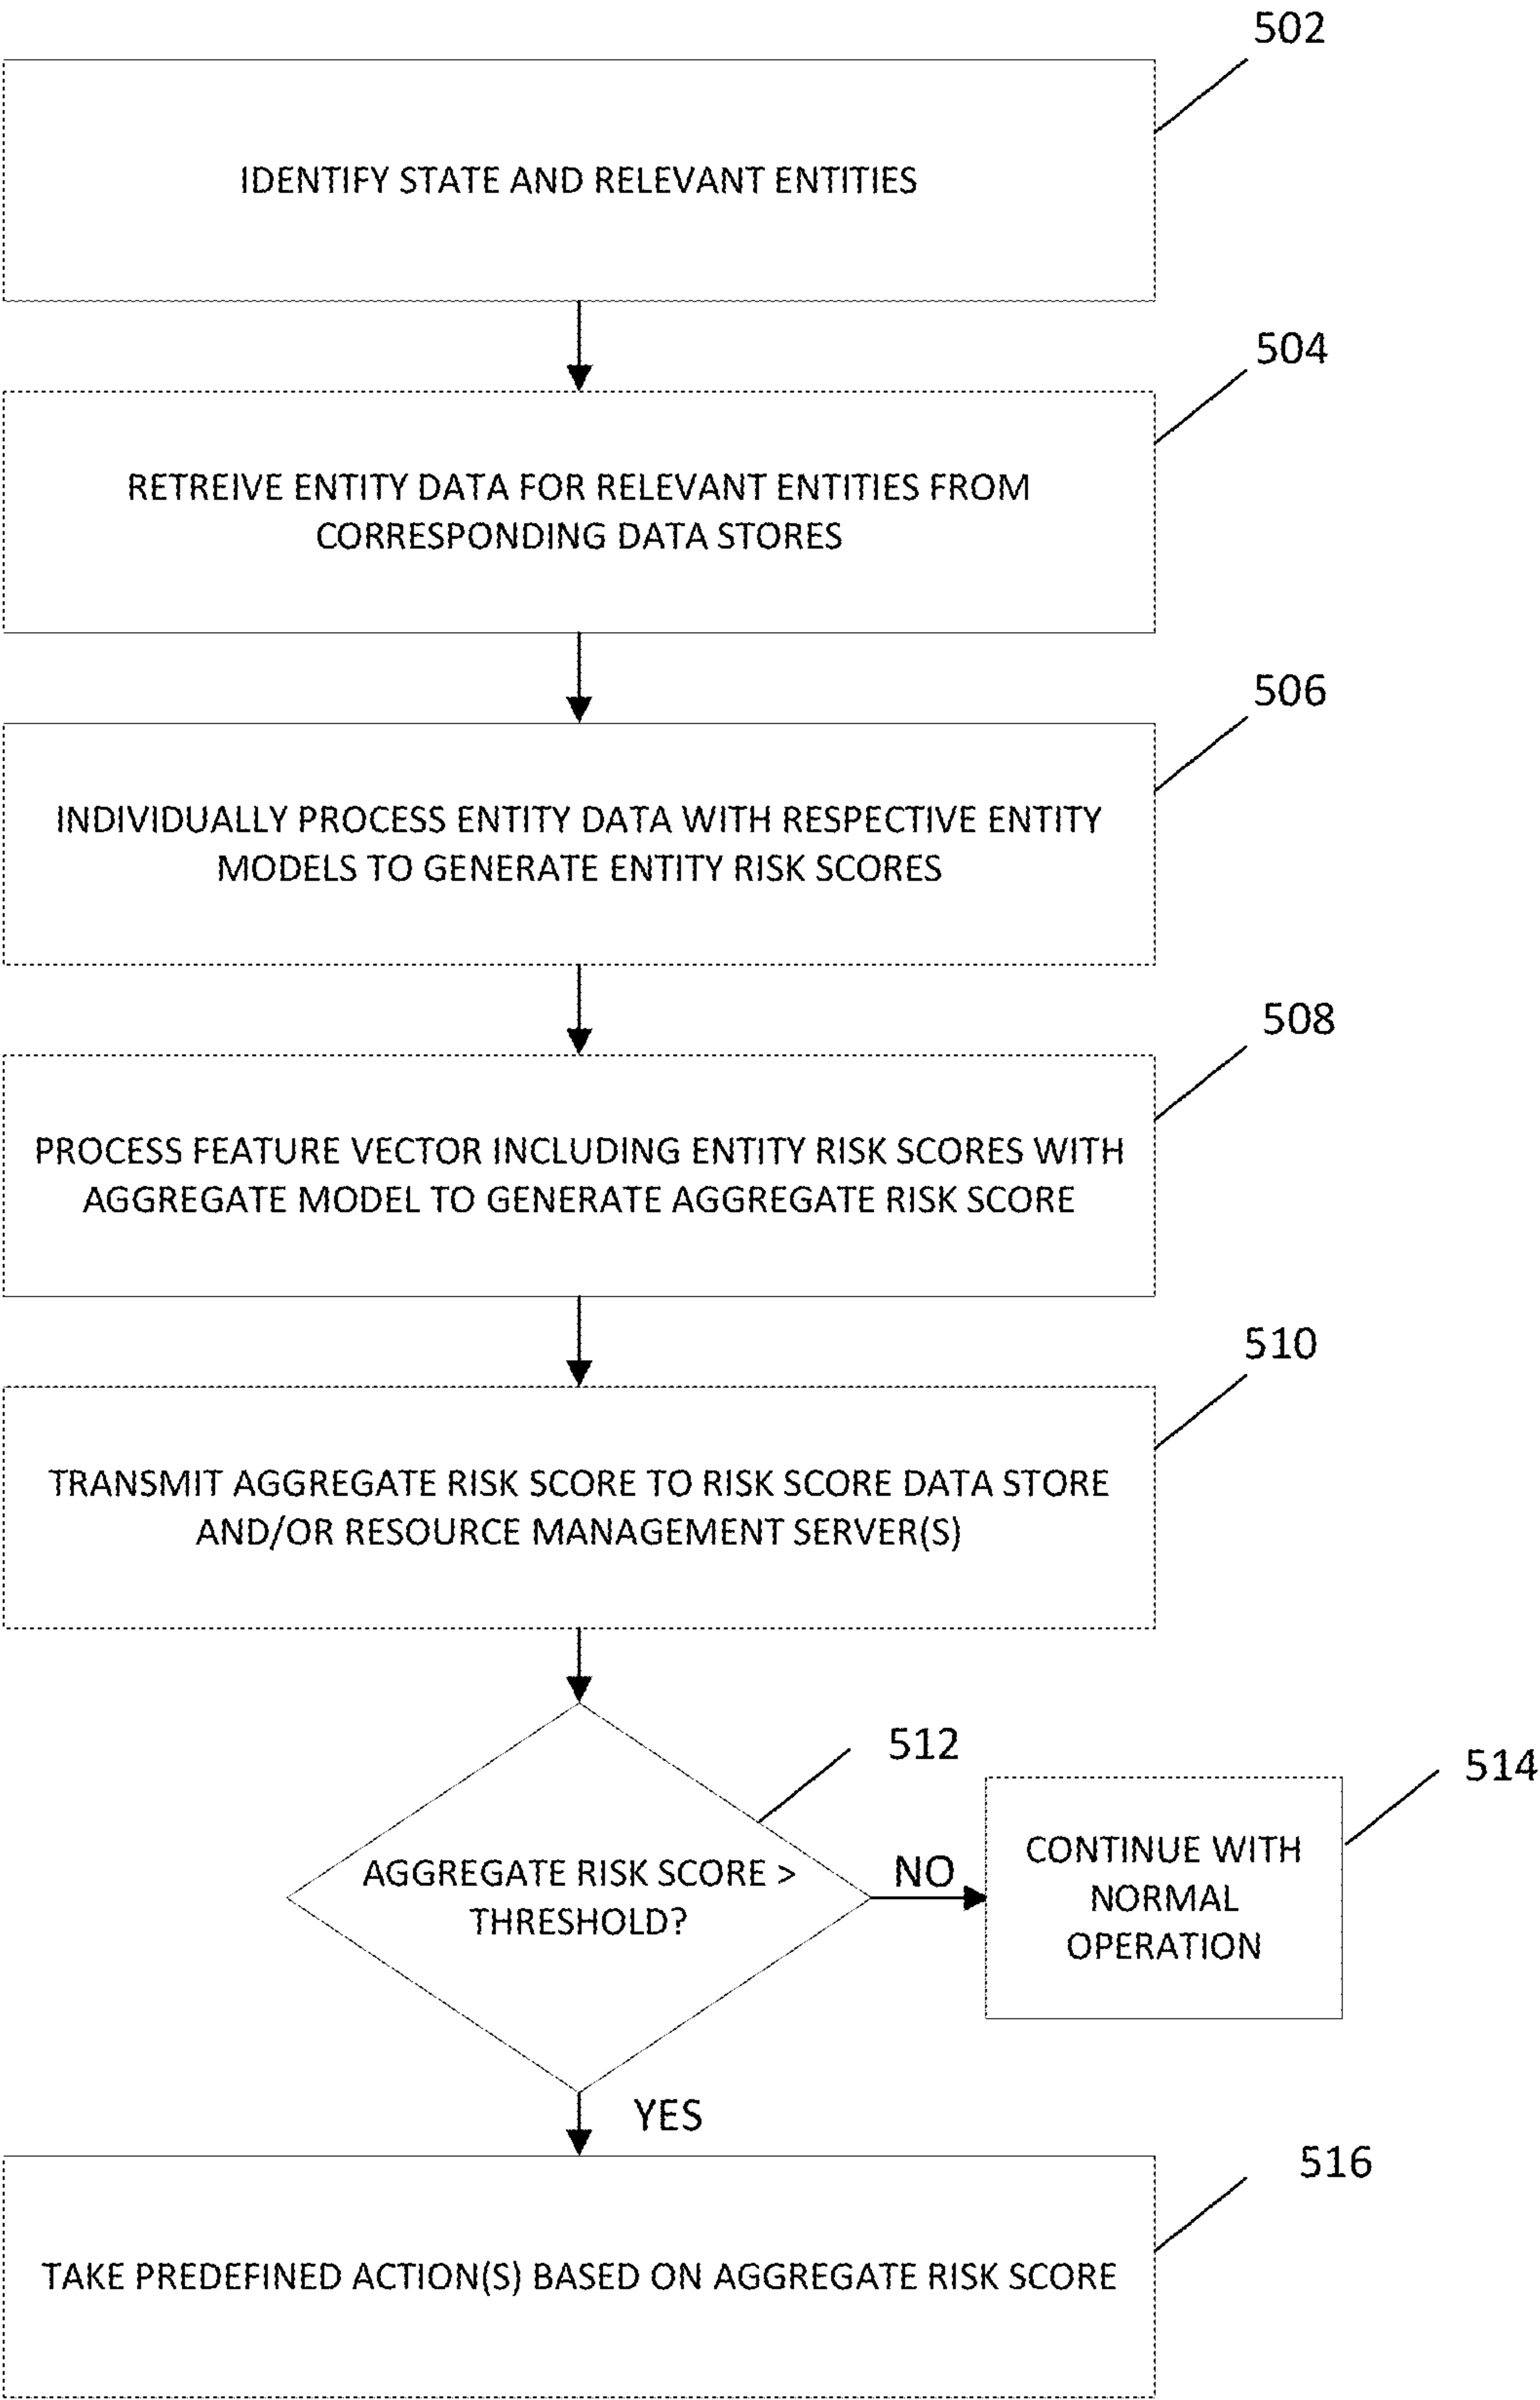 502
IDENTIFY STATE AND RELEVANT ENTITIES
504
RETREIVE ENTITY DATA FOR RELEVANT ENTITIES FROM
CORRESPONDING DATA STORES
506
INDIVIDUALLY PROCESS ENTITY DATA WITH RESPECTIVE ENTITY
MODELS TO GENERATE ENTITY RISK SCORES
508
PROCESS FEATURE VECTOR INCLUDING ENTITY RISK SCORES WITH
AGGREGATE MODEL TO GENERATE AGGREGATE RISK SCORE
510
TRANSMIT AGGREGATE RISK SCORE TO RISK SCORE DATA STORE
AND/OR RESOURCE MANAGEMENT SERVER(S)
512
AGGREGATE RISK SCORE >
THRESHOLD?
NO
514
CONTINUE WITH
NORMAL
OPERATION
YES
516
TAKE PREDEFINED ACTION(S) BASED ON AGGREGATE RISK SCORE